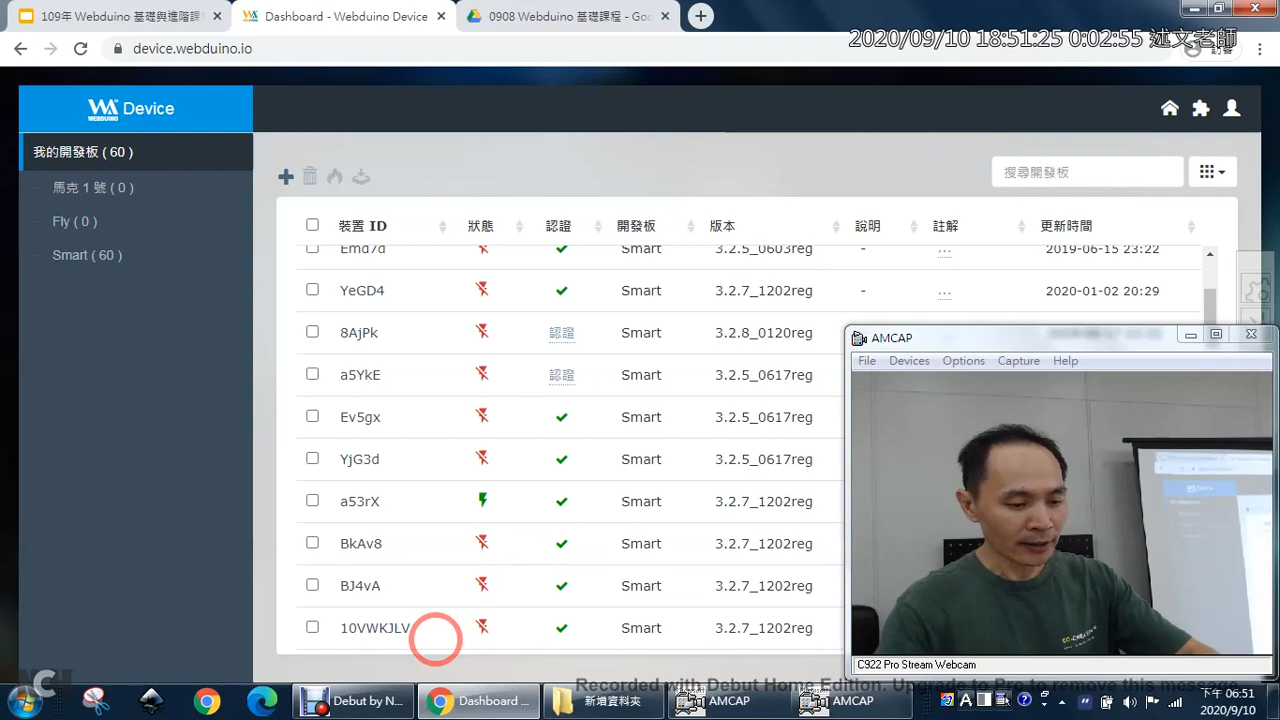 109年 Webduino 基礎與進階課
Dashboard - Webduino Device
0908 Webduino 基礎課程 - Goo
device.webduino.io
2020/09/10 18:51:25 0:02:55 述文老師
訪客
WEBDUINO Device
我的開發板 ( 60 )
馬克 1 號 ( 0 )
Fly ( 0 )
Smart ( 60 )
搜尋開發板
裝置 ID 狀態 認證 開發板 版本 說明 註解 更新時間
Emd7d Smart 3.2.5_0603reg - ... 2019-06-15 23:22
YeGD4 Smart 3.2.7_1202reg - ... 2020-01-02 20:29
8AjPk 認證 Smart 3.2.8_0120reg
a5YkE 認證 Smart 3.2.5_0617reg
Ev5gx Smart 3.2.5_0617reg
YjG3d Smart 3.2.5_0617reg
a53rX Smart 3.2.7_1202reg
BkAv8 Smart 3.2.7_1202reg
BJ4vA Smart 3.2.7_1202reg
10VWKJLV Smart 3.2.7_1202reg
AMCAP
File Devices Options Capture Help
C922 Pro Stream Webcam
Recorded with Debut Home Edition. Upgrade to Pro to remove this message.
NCH
Debut by N...
Dashboard ...
新增資料夾
AMCAP
AMCAP
下午 06:51
2020/9/10